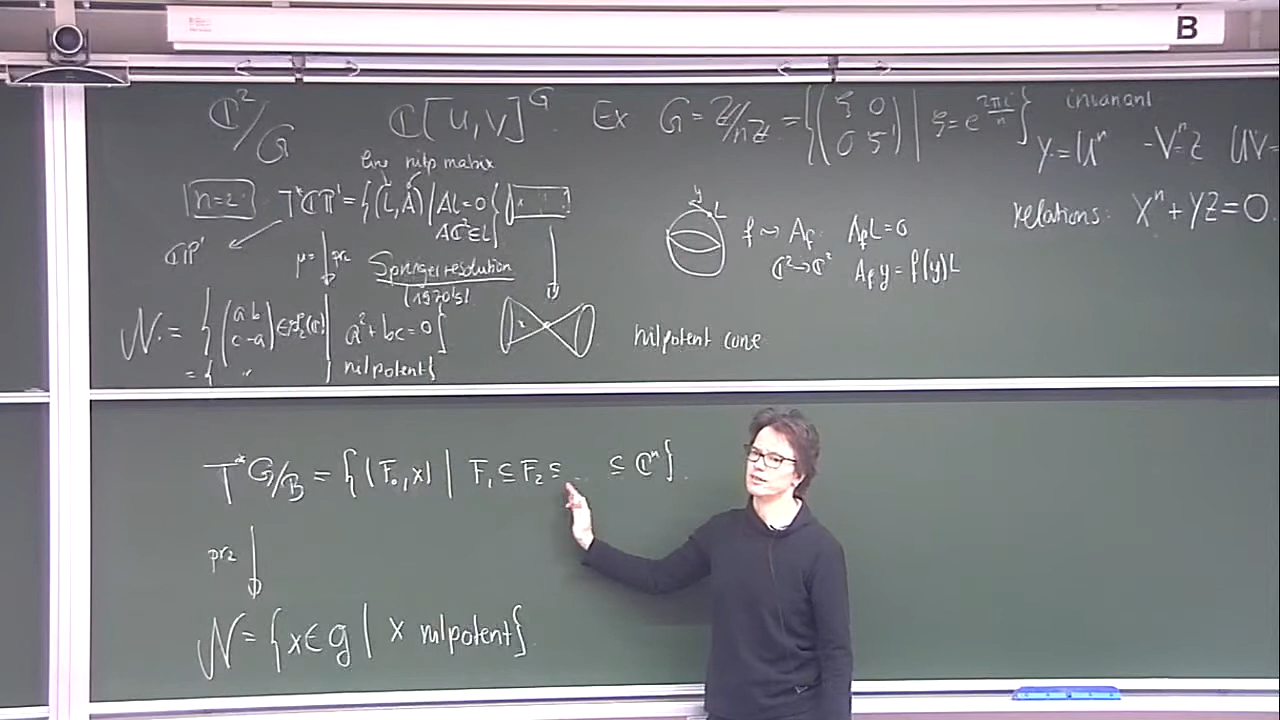 B
ℂ²/G ℂ[u,v]^G Ex G = ℤ/nℤ = {(ξ 0 | 0 ξ⁻¹) | ξ = e^{2πi/n}} invariant
Y = U^n -V^n = Z UV =
relations: X^n + YZ = 0
line nilp matrix
n=2 T*ℂP¹ = {(L, A) | AL=0
Aℂ² ⊆ L}
ℂP¹ μ = pr₂ Springer resolution
(1970's)
N = {(a b
c -a) ∈ sl₂(ℂ) | a² + bc = 0}
= { " | nilpotent}
y L
f ⇝ A_f A_f L = 0
ℂ² → ℂ² A_f y = f(y) L
nilpotent cone
T*G/B = {(F., x) | F₁ ⊆ F₂ ⊆ ... ⊆ ℂⁿ}.
pr₂
N = {x ∈ g | x nilpotent}